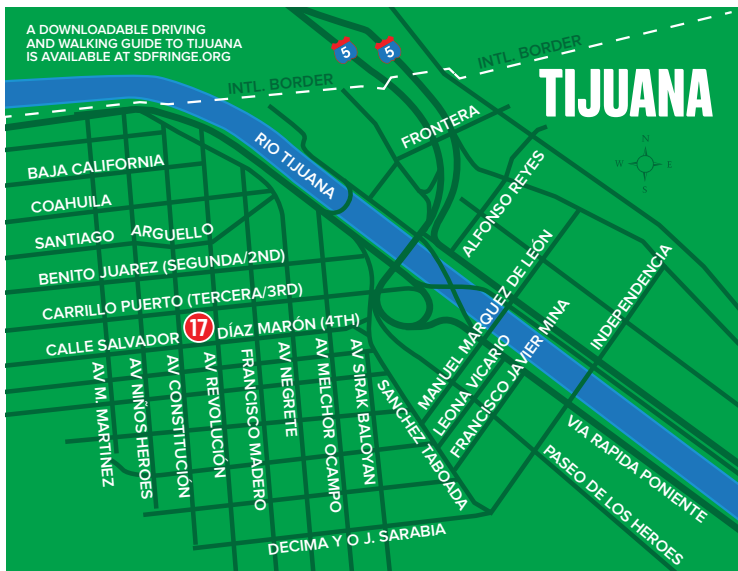 A DOWNLOADABLE DRIVING
AND WALKING GUIDE TO TIJUANA
IS AVAILABLE AT SDFRINGE.ORG
5
5
INTL. BORDER
INTL. BORDER
TIJUANA
N
W
E
S
FRONTERA
RIO TIJUANA
ALFONSO REYES
BAJA CALIFORNIA
COAHUILA
SANTIAGO ARGUELLO
BENITO JUAREZ (SEGUNDA/2ND)
CARRILLO PUERTO (TERCERA/3RD)
CALLE SALVADOR
17
DÍAZ MARÓN (4TH)
MANUEL MARQUEZ DE LEÓN
LEONA VICARIO
FRANCISCO JAVIER MINA
INDEPENDENCIA
AV M. MARTINEZ
AV NIÑOS HEROES
AV CONSTITUCIÓN
AV REVOLUCIÓN
FRANCISCO MADERO
AV NEGRETE
AV MELCHOR OCAMPO
AV SIRAK BALOYAN
SANCHEZ TABOADA
VIA RAPIDA PONIENTE
PASEO DE LOS HEROES
DECIMA Y O J. SARABIA